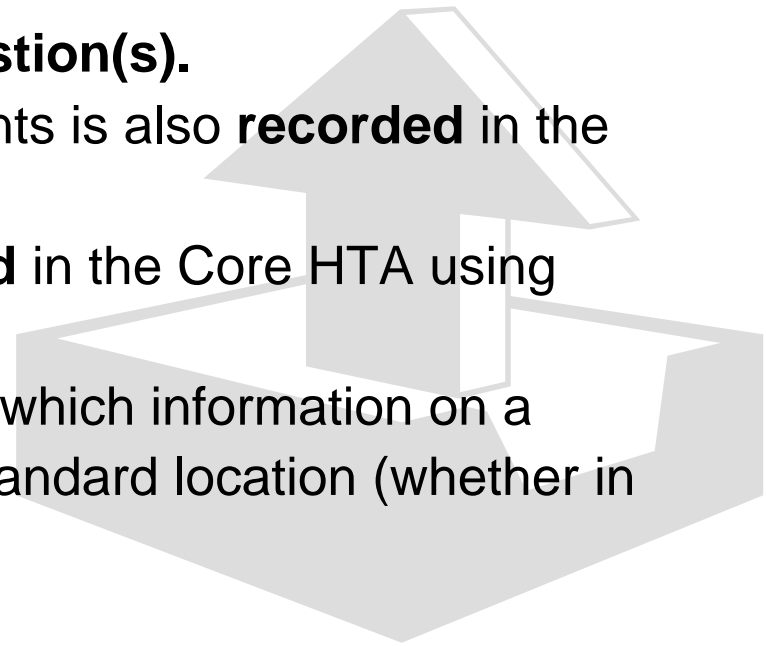 stion(s).
nts is also recorded in the
d in the Core HTA using
which information on a
andard location (whether in